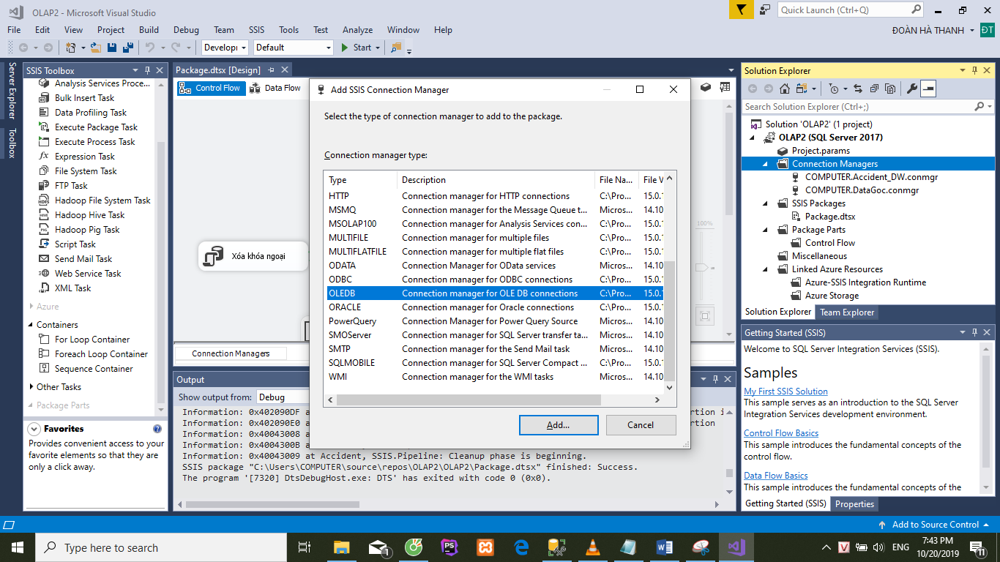 OLAP2 - Microsoft Visual Studio
Quick Launch (Ctrl+Q)
File Edit View Project Build Debug Team SSIS Tools Test Analyze Window Help
ĐOÀN HÀ THANH ĐT
Developi Default Start
Server Explorer
Toolbox
SSIS Toolbox
Analysis Services Proce...
Bulk Insert Task
Data Profiling Task
Execute Package Task
Execute Process Task
Expression Task
File System Task
FTP Task
Hadoop File System Task
Hadoop Hive Task
Hadoop Pig Task
Script Task
Send Mail Task
Web Service Task
XML Task
Azure
Containers
For Loop Container
Foreach Loop Container
Sequence Container
Other Tasks
Package Parts
Favorites
Provides convenient access to your
favorite elements so that they are
only a click away.
Package.dtsx [Design]
Control Flow Data Flow
Xóa khóa ngoại
100%
Connection Managers
Add SSIS Connection Manager
Select the type of connection manager to add to the package.
Connection manager type:
Type Description File Na... File V
HTTP Connection manager for HTTP connections C:\Pro... 15.0.1
MSMQ Connection manager for the Message Queue t... Micros... 14.10
MSOLAP100 Connection manager for Analysis Services con... C:\Pro... 15.0.1
MULTIFILE Connection manager for multiple files C:\Pro... 15.0.1
MULTIFLATFILE Connection manager for multiple flat files C:\Pro... 15.0.1
ODATA Connection Manager for OData services Micros... 14.10
ODBC Connection manager for ODBC connections C:\Pro... 15.0.1
OLEDB Connection manager for OLE DB connections C:\Pro... 15.0.1
ORACLE Connection manager for Oracle connections C:\Pro... 15.0.1
PowerQuery Connection Manager for Power Query Source Micros... 14.10
SMOServer Connection manager for SQL Server transfer ta... Micros... 14.10
SMTP Connection manager for the Send Mail task Micros... 14.10
SQLMOBILE Connection manager for SQL Server Compact ... C:\Pro... 15.0.1
WMI Connection manager for the WMI tasks Micros... 14.10
Add... Cancel
Output
Show output from: Debug
Information: 0x402090DF a rtion i
Information: 0x402090E0 a rtion
Information: 0x40043008 a
Information: 0x4004300B a
Information: 0x40043009 at Accident, SSIS.Pipeline: Cleanup phase is beginning.
SSIS package "C:\Users\COMPUTER\source\repos\OLAP2\OLAP2\Package.dtsx" finished: Success.
The program '[7320] DtsDebugHost.exe: DTS' has exited with code 0 (0x0).
Solution Explorer
Search Solution Explorer (Ctrl+;)
Solution 'OLAP2' (1 project)
OLAP2 (SQL Server 2017)
Project.params
Connection Managers
COMPUTER.Accident_DW.conmgr
COMPUTER.DataGoc.conmgr
SSIS Packages
Package.dtsx
Package Parts
Control Flow
Miscellaneous
Linked Azure Resources
Azure-SSIS Integration Runtime
Azure Storage
Solution Explorer Team Explorer
Getting Started (SSIS)
Welcome to SQL Server Integration Services (SSIS).
Samples
My First SSIS Solution
This sample serves as an introduction to the SQL Server
Integration Services development environment.
Control Flow Basics
This sample introduces the fundamental concepts of the
control flow.
Data Flow Basics
This sample introduces the fundamental concepts of the
Getting Started (SSIS) Properties
Add to Source Control
Type here to search
1
PS
V
ENG
7:43 PM
10/20/2019
11